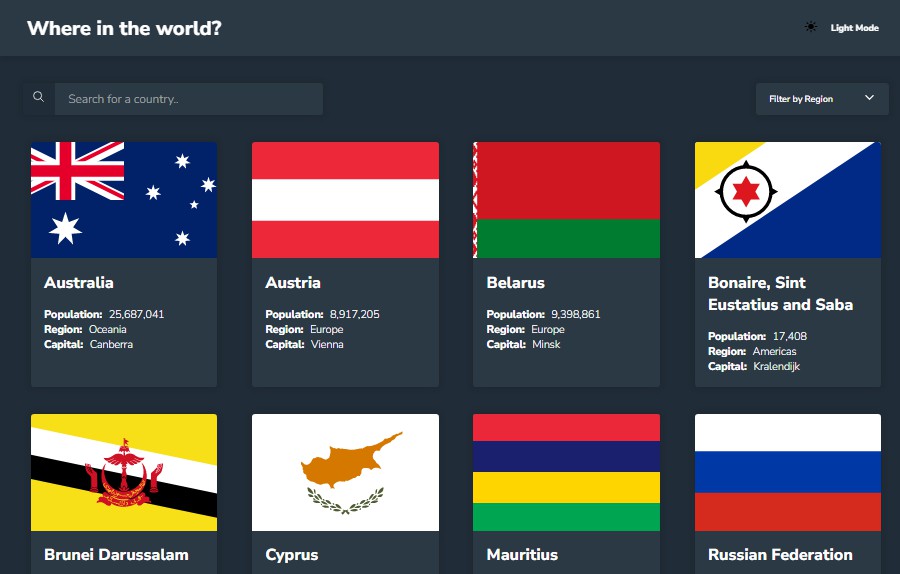 Where in the world?
Light Mode
Search for a country..
Filter by Region
Australia
Population: 25,687,041
Region: Oceania
Capital: Canberra
Austria
Population: 8,917,205
Region: Europe
Capital: Vienna
Belarus
Population: 9,398,861
Region: Europe
Capital: Minsk
Bonaire, Sint
Eustatius and Saba
Population: 17,408
Region: Americas
Capital: Kralendijk
Brunei Darussalam
Cyprus
Mauritius
Russian Federation